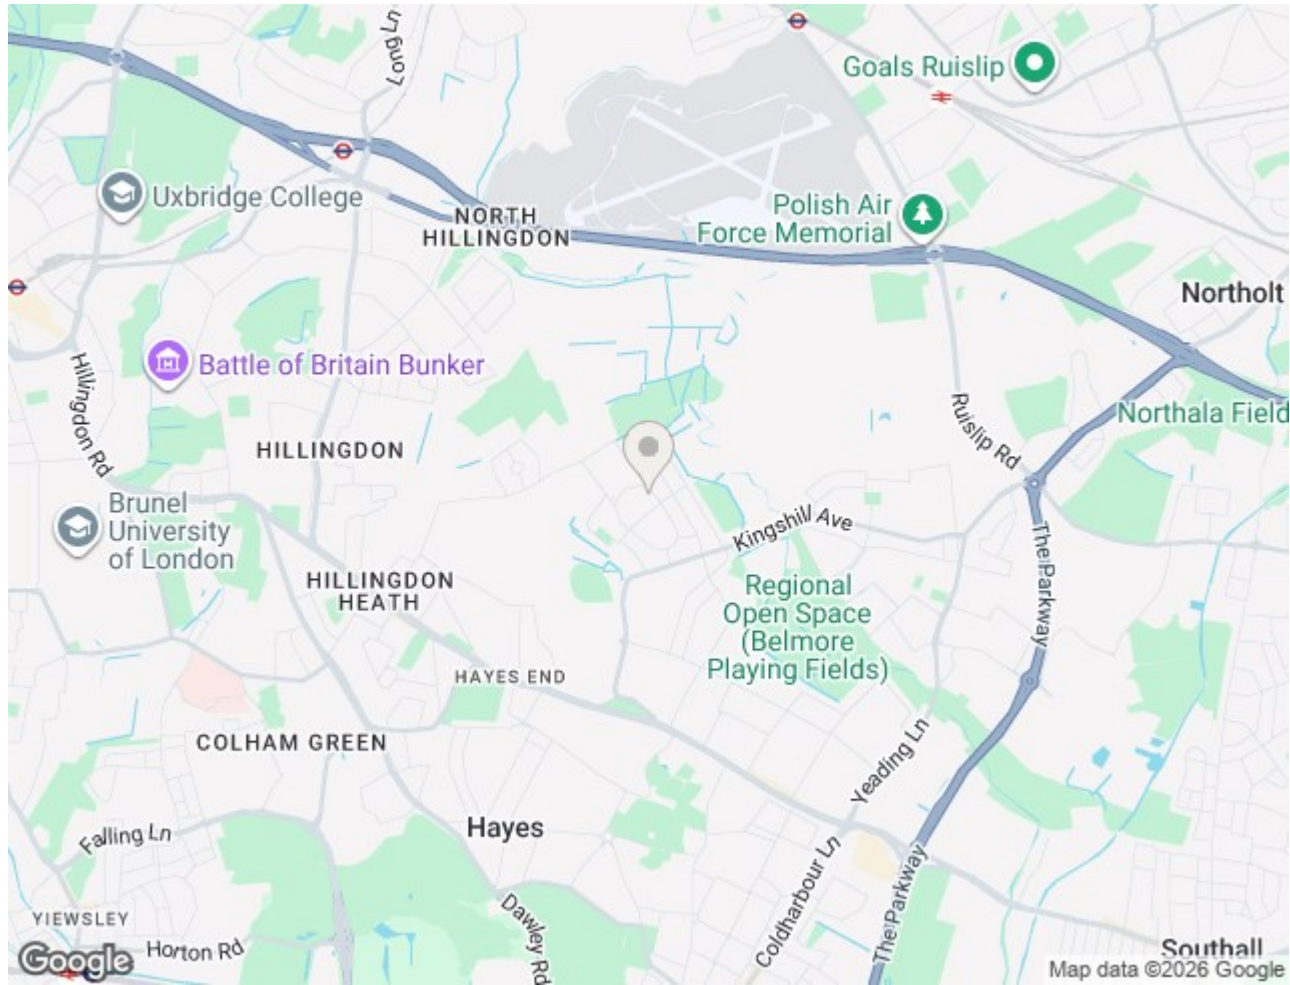 Long Ln
Goals Ruislip
Uxbridge College
Polish Air
Force Memorial
NORTH
HILLINGDON
Northolt
Battle of Britain Bunker
Hillingdon Rd
Ruislip Rd
Northala Field
HILLINGDON
Brunel
University
of London
Kingshill Ave
The Parkway
HILLINGDON
HEATH
Regional
Open Space
(Belmore
Playing Fields)
HAYES END
COLHAM GREEN
Yeading Ln
Falling Ln
Hayes
Coldharbour Ln
The Parkway
Dawley Rd
YIEWSLEY
Horton Rd
Southall
Google
Map data ©2026 Google